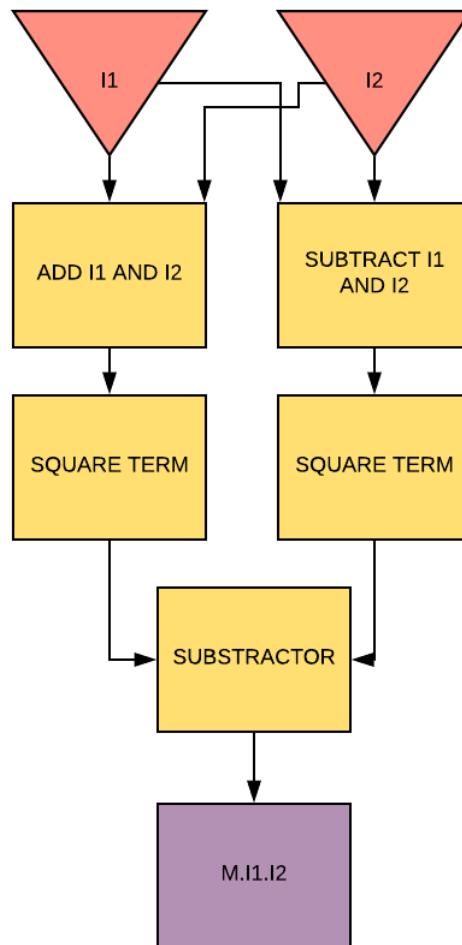 I1
I2
ADD I1 AND I2
SUBTRACT I1
AND I2
SQUARE TERM
SQUARE TERM
SUBSTRACTOR
M.I1.I2